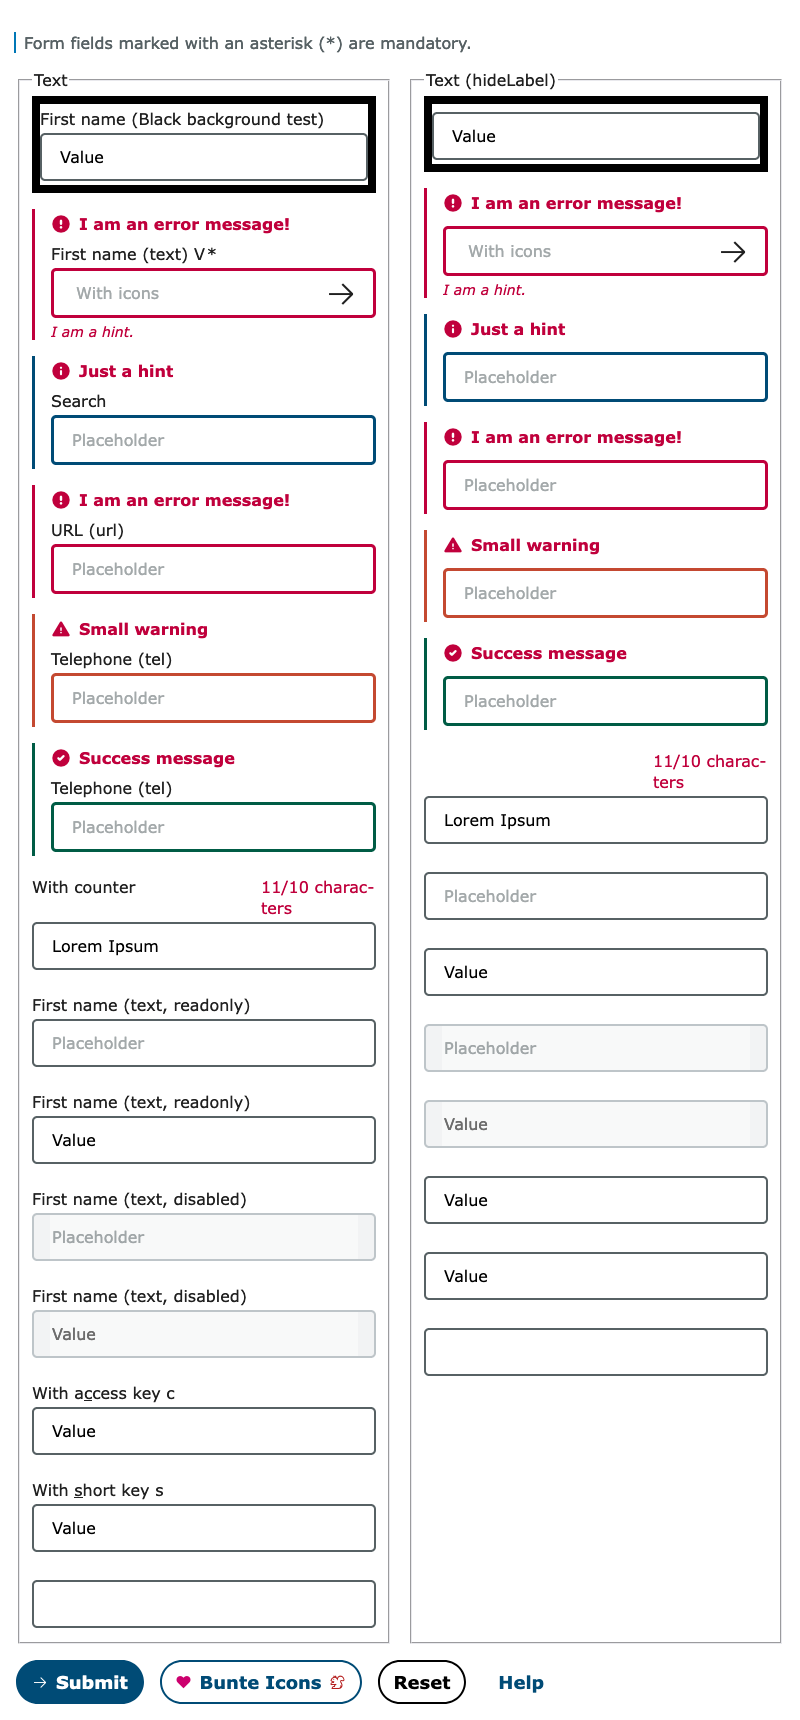 Form fields marked with an asterisk (*) are mandatory.
Text
First name (Black background test)
Value
I am an error message!
First name (text) V*
With icons
I am a hint.
Just a hint
Search
Placeholder
I am an error message!
URL (url)
Placeholder
Small warning
Telephone (tel)
Placeholder
Success message
Telephone (tel)
Placeholder
With counter
11/10 charac-
ters
Lorem Ipsum
First name (text, readonly)
Placeholder
First name (text, readonly)
Value
First name (text, disabled)
Placeholder
First name (text, disabled)
Value
With access key c
Value
With short key s
Value
Text (hideLabel)
Value
I am an error message!
With icons
I am a hint.
Just a hint
Placeholder
I am an error message!
Placeholder
Small warning
Placeholder
Success message
Placeholder
11/10 charac-
ters
Lorem Ipsum
Placeholder
Value
Placeholder
Value
Value
Value
Submit
Bunte Icons
Reset
Help